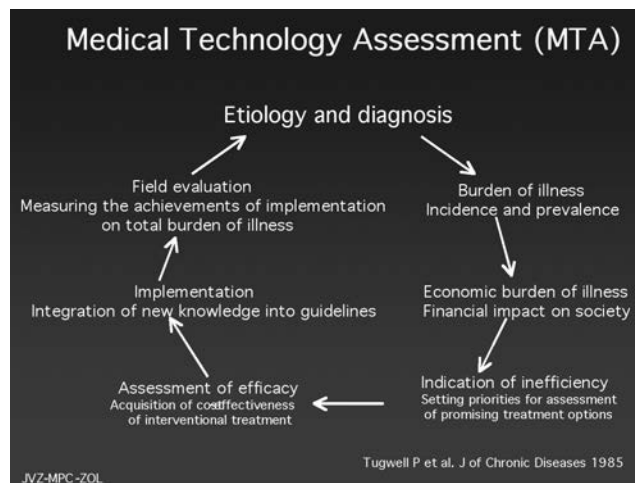 Medical Technology Assessment (MTA)
Etiology and diagnosis
Burden of illness
Incidence and prevalence
Economic burden of illness
Financial impact on society
Indication of inefficiency
Setting priorities for assessment
of promising treatment options
Assessment of efficacy
Acquisition of costeffectiveness
of interventional treatment
Implementation
Integration of new knowledge into guidelines
Field evaluation
Measuring the achievements of implementation
on total burden of illness
Tugwell P et al. J of Chronic Diseases 1985
JVZ-MPC-ZOL